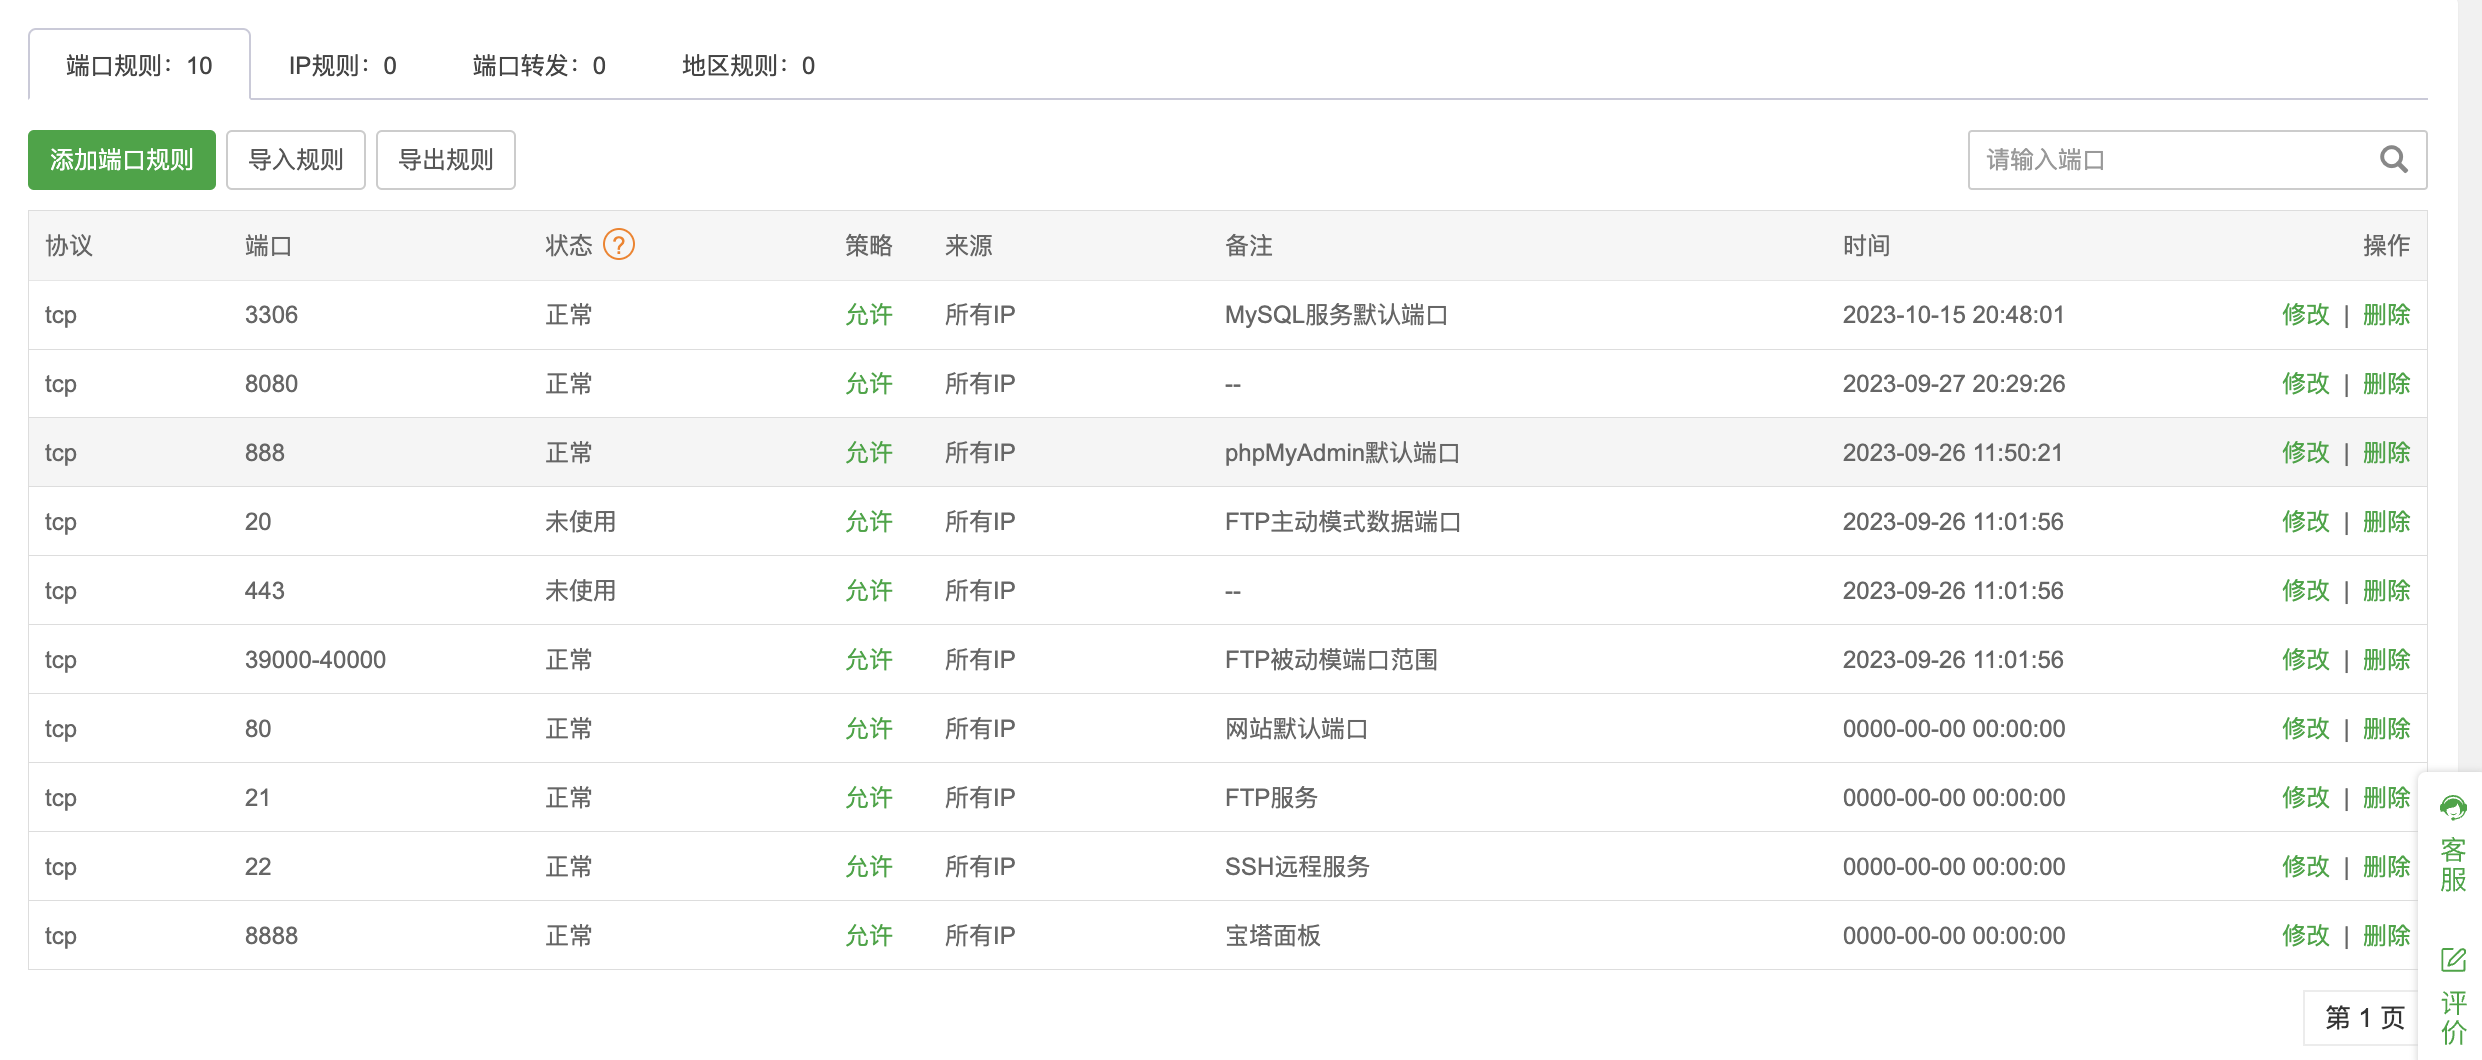 端口规则：10 IP规则：0 端口转发：0 地区规则：0
添加端口规则 导入规则 导出规则 请输入端口
协议 端口 状态 ? 策略 来源 备注 时间 操作
tcp 3306 正常 允许 所有IP MySQL服务默认端口 2023-10-15 20:48:01 修改 | 删除
tcp 8080 正常 允许 所有IP -- 2023-09-27 20:29:26 修改 | 删除
tcp 888 正常 允许 所有IP phpMyAdmin默认端口 2023-09-26 11:50:21 修改 | 删除
tcp 20 未使用 允许 所有IP FTP主动模式数据端口 2023-09-26 11:01:56 修改 | 删除
tcp 443 未使用 允许 所有IP -- 2023-09-26 11:01:56 修改 | 删除
tcp 39000-40000 正常 允许 所有IP FTP被动模端口范围 2023-09-26 11:01:56 修改 | 删除
tcp 80 正常 允许 所有IP 网站默认端口 0000-00-00 00:00:00 修改 | 删除
tcp 21 正常 允许 所有IP FTP服务 0000-00-00 00:00:00 修改 | 删除
tcp 22 正常 允许 所有IP SSH远程服务 0000-00-00 00:00:00 修改 | 删除
tcp 8888 正常 允许 所有IP 宝塔面板 0000-00-00 00:00:00 修改 | 删除
第 1 页
客服
评价